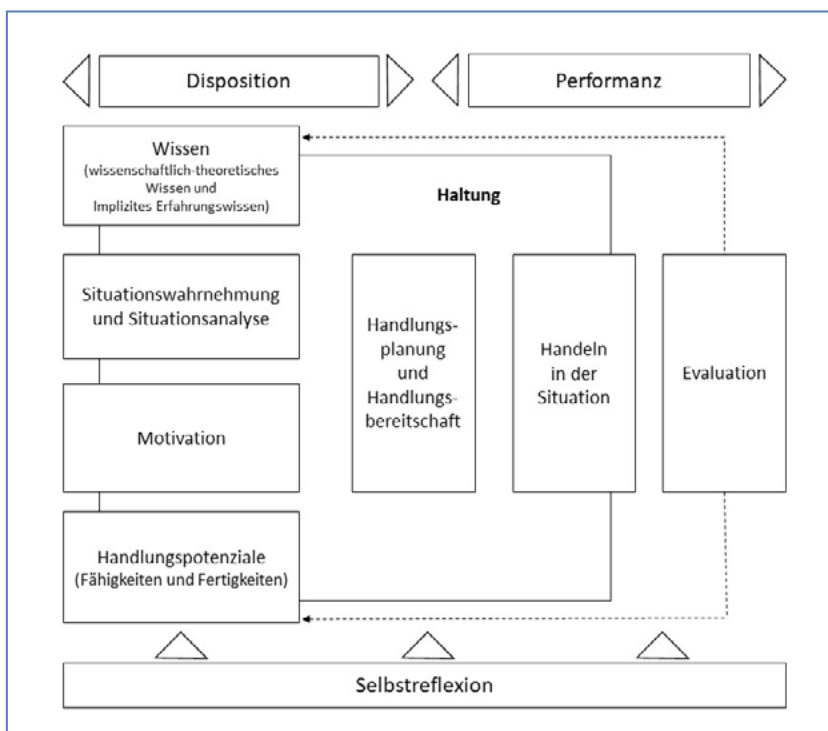 Disposition
Performanz
Wissen
(wissenschaftlich-theoretisches
Wissen und
Implizites Erfahrungswissen)
Haltung
Situationswahrnehmung
und Situationsanalyse
Motivation
Handlungspotenziale
(Fähigkeiten und Fertigkeiten)
Handlungs-
planung
und
Handlungs-
bereitschaft
Handeln
in der
Situation
Evaluation
Selbstreflexion